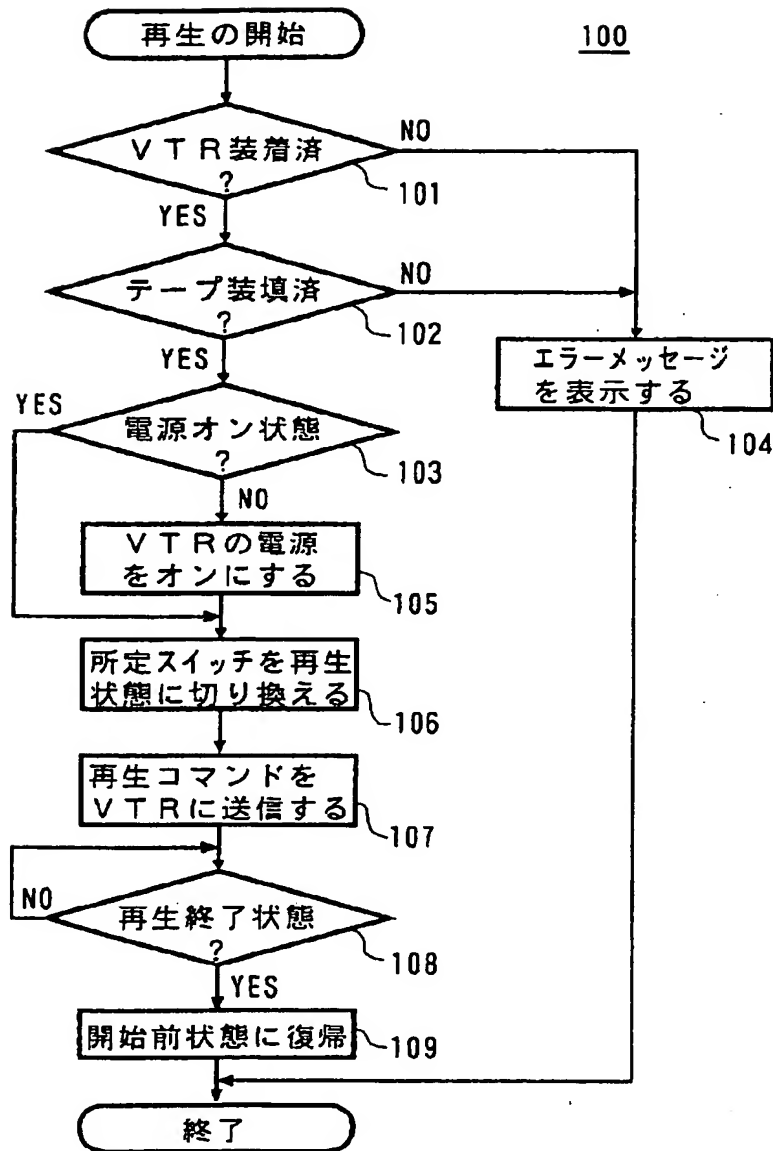 再生の開始
100
VTR装着済
?
NO
101
YES
テープ装填済
?
NO
102
YES
エラーメッセージ
を表示する
104
YES
電源オン状態
?
103
NO
VTRの電源
をオンにする
105
所定スイッチを再生
状態に切り換える
106
再生コマンドを
VTRに送信する
107
NO
再生終了状態
?
108
YES
開始前状態に復帰
109
終了